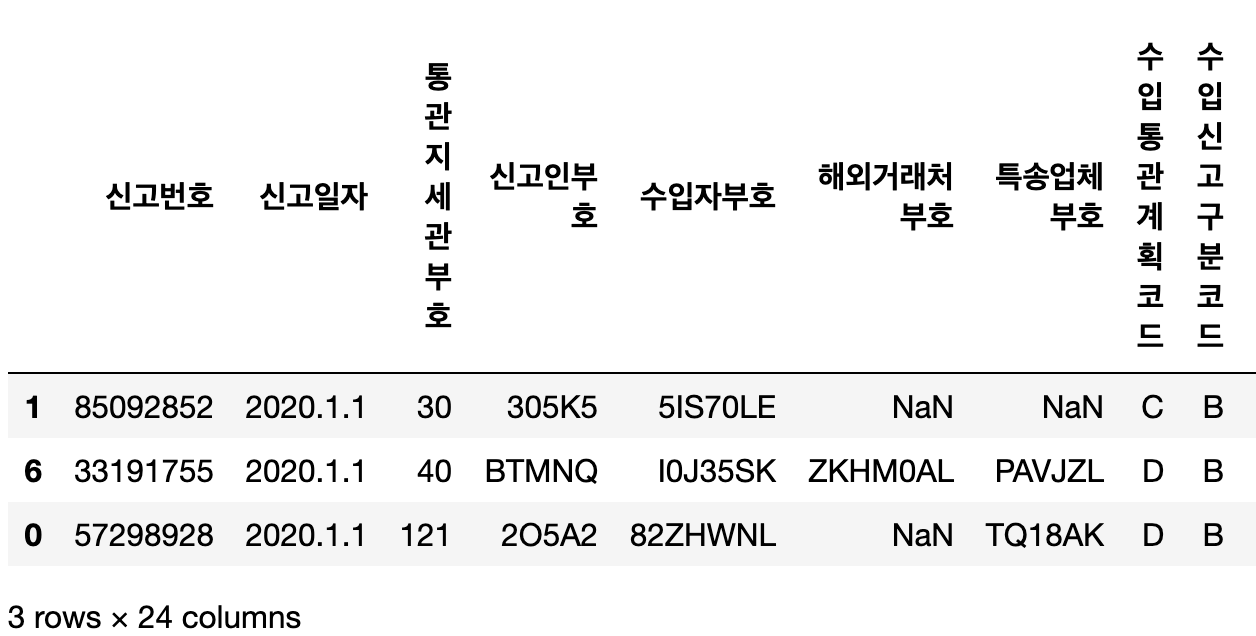 신고번호 신고일자 통관지세관부호 신고인부호 수입자부호 해외거래처부호 특송업체부호 수입통관계획코드 수입신고구분코드
1 85092852 2020.1.1 30 305K5 5IS70LE NaN NaN C B
6 33191755 2020.1.1 40 BTMNQ I0J35SK ZKHM0AL PAVJZL D B
0 57298928 2020.1.1 121 2O5A2 82ZHWNL NaN TQ18AK D B
3 rows × 24 columns